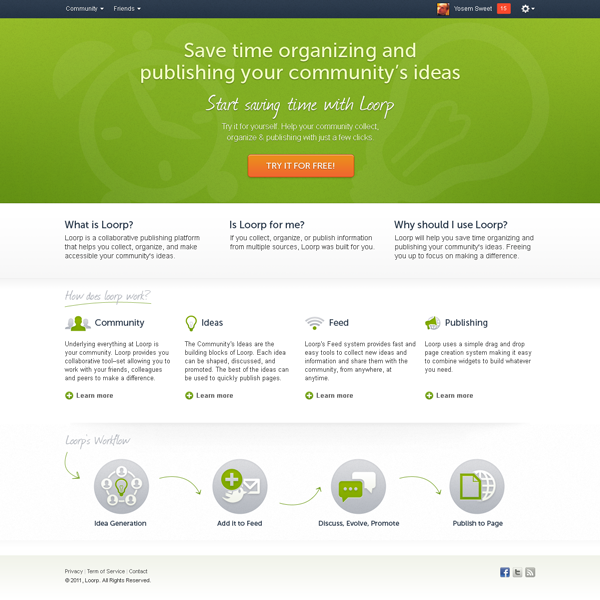 Community Friends Yosem Sweet 15
Save time organizing and
publishing your community's ideas
Start saving time with Loorp
Try it for yourself. Help your community collect,
organize & publishing with just a few clicks.
TRY IT FOR FREE!
What is Loorp?
Loorp is a collaborative publishing platform
that helps you collect, organize, and make
accessible your community's ideas.
Is Loorp for me?
If you collect, organize, or publish information
from multiple sources, Loorp was built for you.
Why should I use Loorp?
Loorp will help you save time organizing and
publishing your community's ideas. Freeing
you up to focus on making a difference.
How does loorp work?
Community
Underlying everything at Loorp is
your community. Loorp provides you
collaborative tool-set allowing you to
work with your friends, colleagues
and peers to make a difference.
Learn more
Ideas
The Community's Ideas are the
building blocks of Loorp. Each idea
can be shaped, discussed, and
promoted. The best of the ideas can
be used to quickly publish pages.
Learn more
Feed
Loorp's Feed system provides fast and
easy tools to collect new ideas and
information and share them with the
community, from anywhere, at
anytime.
Learn more
Publishing
Loorp uses a simple drag and drop
page creation system making it easy
to combine widgets to build whatever
you need.
Learn more
Loorp's Workflow
Idea Generation
Add it to Feed
Discuss, Evolve, Promote
Publish to Page
Privacy | Term of Service | Contact
© 2011, Loorp. All Rights Reserved.